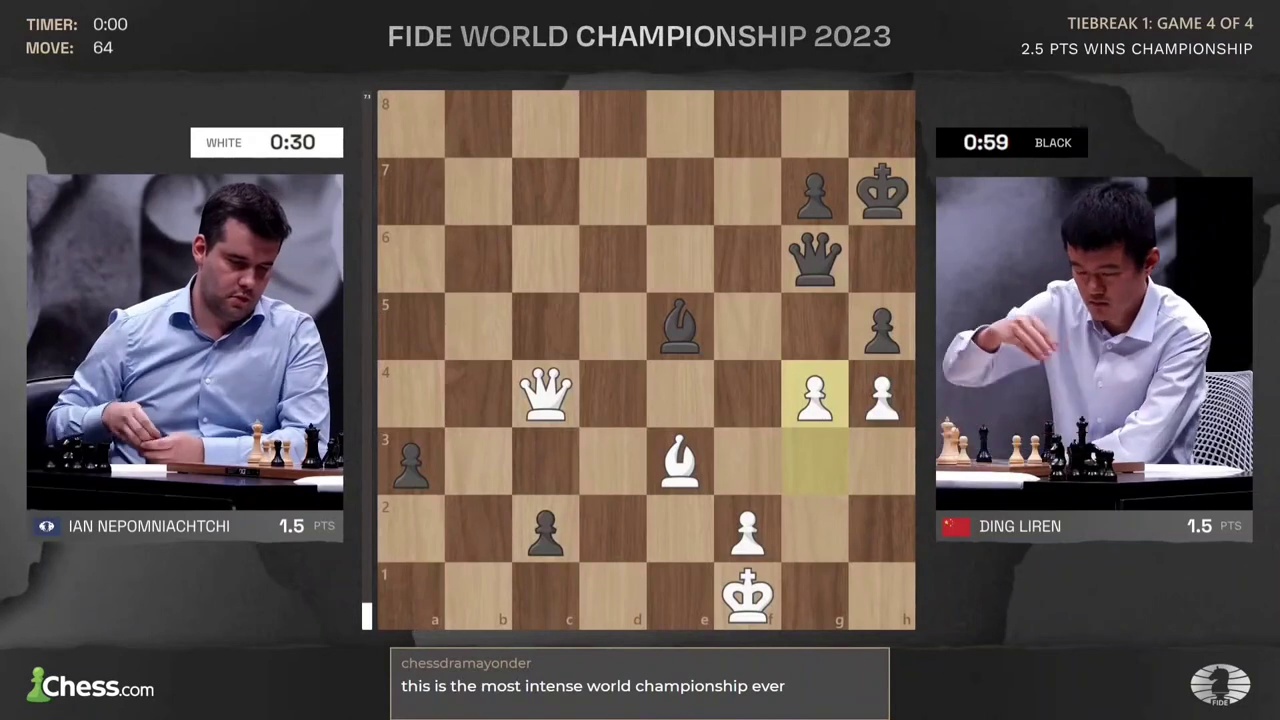 TIMER: 0:00
MOVE: 64
FIDE WORLD CHAMPIONSHIP 2023
TIEBREAK 1: GAME 4 OF 4
2.5 PTS WINS CHAMPIONSHIP
WHITE 0:30
0:59 BLACK
8
7
6
5
4
3
2
1
a b c d e f g h
IAN NEPOMNIACHTCHI 1.5 PTS
DING LIREN 1.5 PTS
chessdramayonder
this is the most intense world championship ever
Chess.com
FIDE